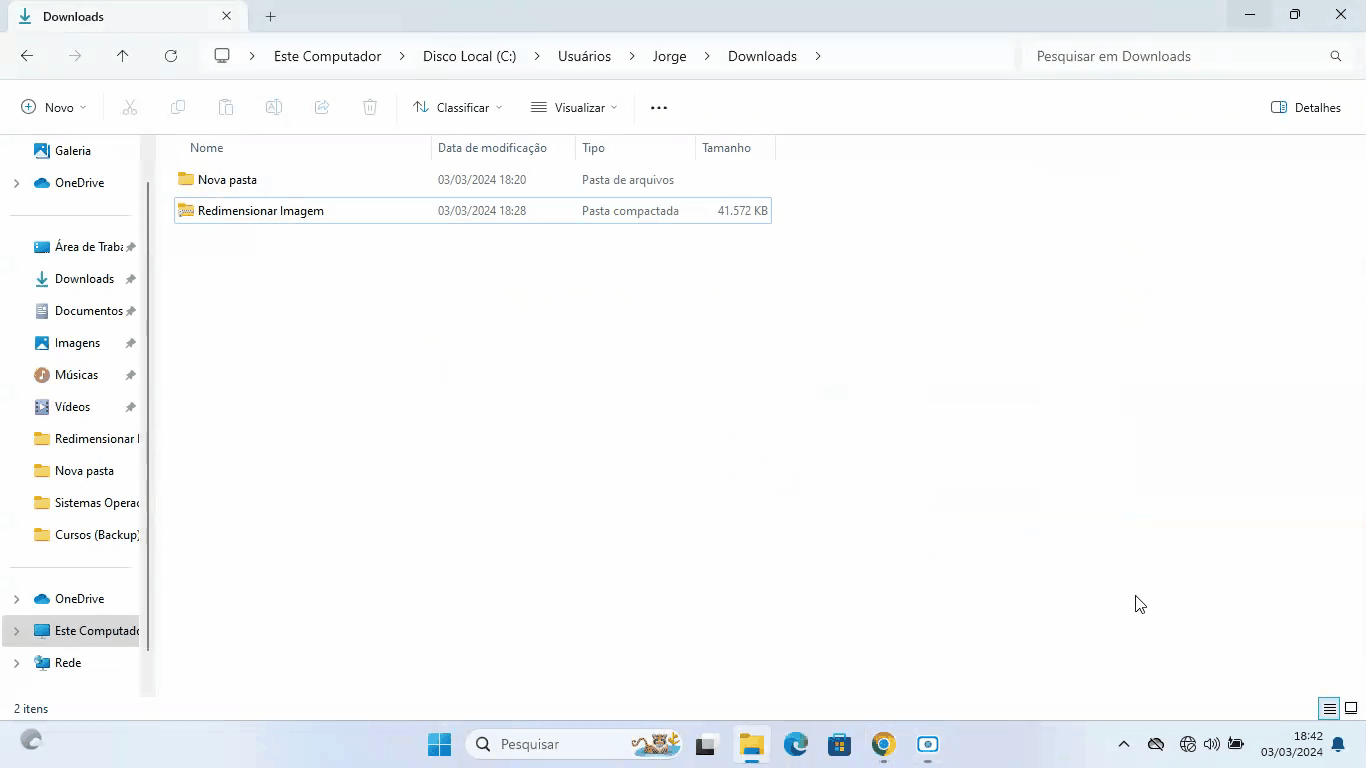 Downloads
Este Computador
Disco Local (C:)
Usuários
Jorge
Downloads
Pesquisar em Downloads
Novo
Classificar
Visualizar
Detalhes
Galeria
OneDrive
Área de Traba
Downloads
Documentos
Imagens
Músicas
Vídeos
Redimensionar I
Nova pasta
Sistemas Operac
Cursos (Backup)
OneDrive
Este Computado
Rede
Nome Data de modificação Tipo Tamanho
Nova pasta 03/03/2024 18:20 Pasta de arquivos
Redimensionar Imagem 03/03/2024 18:28 Pasta compactada 41.572 KB
2 itens
Pesquisar
18:42
03/03/2024